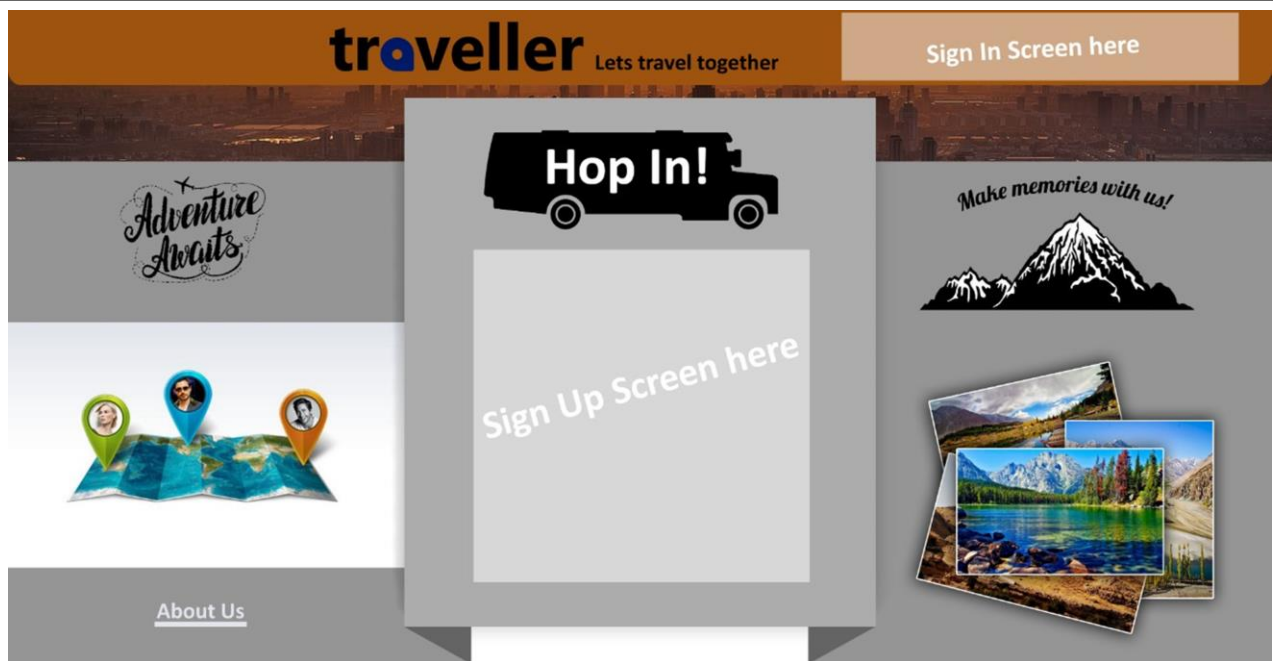 traveller Lets travel together
Sign In Screen here
Hop In!
Adventure
Awaits
Make memories with us!
Sign Up Screen here
About Us